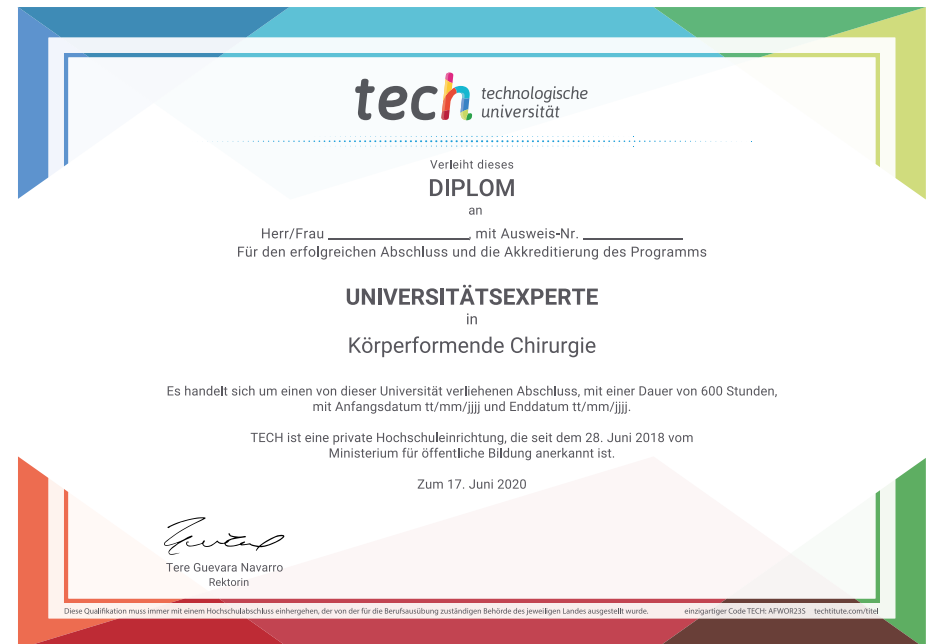 tech technologische
universität
Verleiht dieses
DIPLOM
an
Herr/Frau ____________________, mit Ausweis-Nr. ______________
Für den erfolgreichen Abschluss und die Akkreditierung des Programms
UNIVERSITÄTSEXPERTE
in
Körperformende Chirurgie
Es handelt sich um einen von dieser Universität verliehenen Abschluss, mit einer Dauer von 600 Stunden,
mit Anfangsdatum tt/mm/jjjj und Enddatum tt/mm/jjjj.
TECH ist eine private Hochschuleinrichtung, die seit dem 28. Juni 2018 vom
Ministerium für öffentliche Bildung anerkannt ist.
Zum 17. Juni 2020
Tere Guevara Navarro
Rektorin
Diese Qualifikation muss immer mit einem Hochschulabschluss einhergehen, der von der für die Berufsausübung zuständigen Behörde des jeweiligen Landes ausgestellt wurde. einzigartiger Code TECH: AFWOR23S techtitute.com/titel